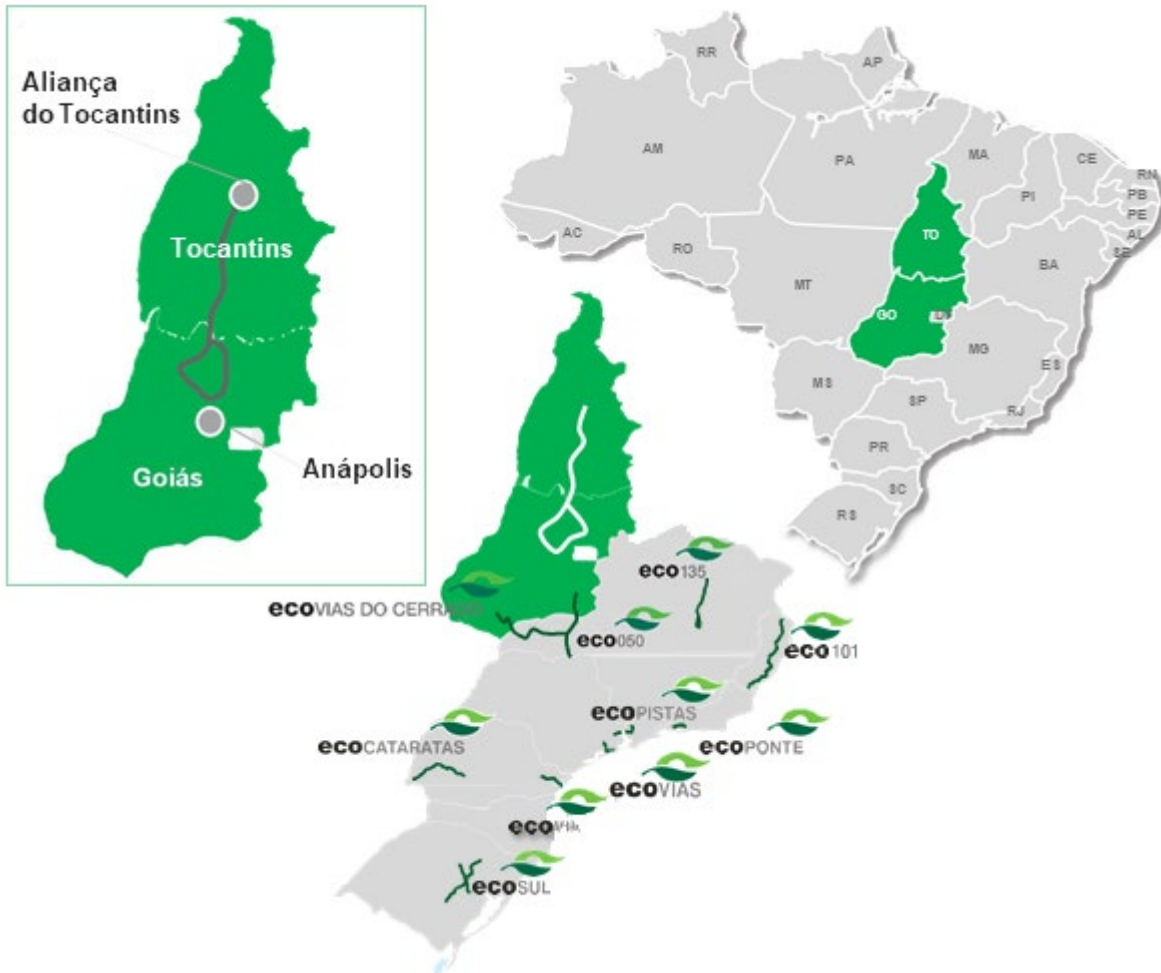 Aliança
do Tocantins
Tocantins
Goiás
Anápolis
RR
AP
AM
PA
MA
CE
RN
PB
PE
AL
SE
PI
AC
RO
TO
BA
MT
GO
MG
ES
MS
SP
RJ
PR
SC
RS
eco135
ecoVIAS DO
eco050
eco101
ecoPISTAS
ecoCATARATAS
ecoPONTE
ecoVIAS
eco
ecoSUL